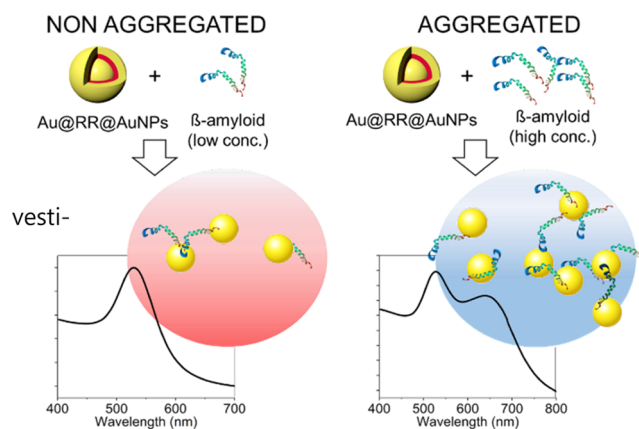 NON AGGREGATED
+
Au@RR@AuNPs
ß-amyloid
(low conc.)
AGGREGATED
+
Au@RR@AuNPs
ß-amyloid
(high conc.)
vesti-
400 500 600 700
Wavelength (nm)
400 500 600 700 800
Wavelength (nm)